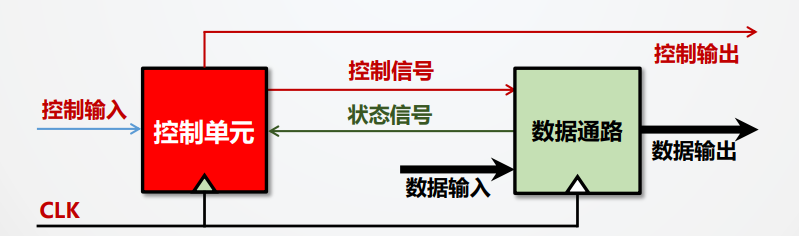 控制输出
控制信号
控制输入
控制单元
状态信号
数据通路
数据输出
数据输入
CLK